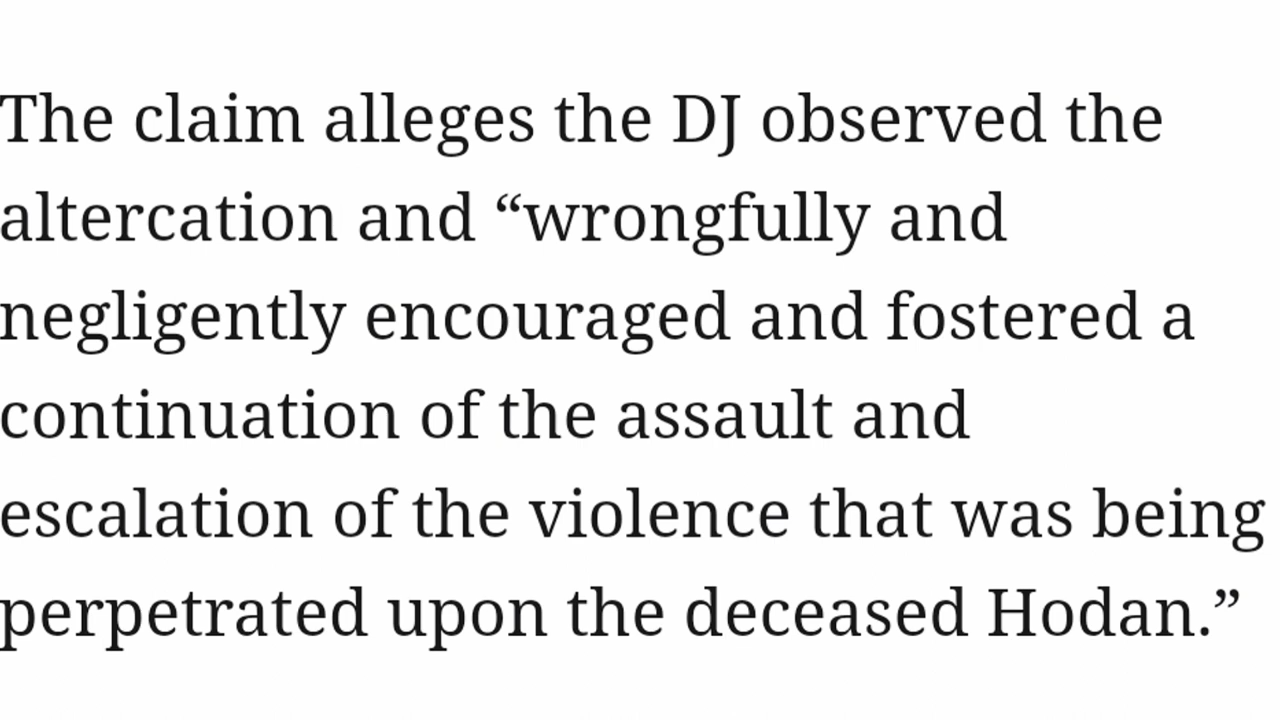 The claim alleges the DJ observed the
altercation and “wrongfully and
negligently encouraged and fostered a
continuation of the assault and
escalation of the violence that was being
perpetrated upon the deceased Hodan.”